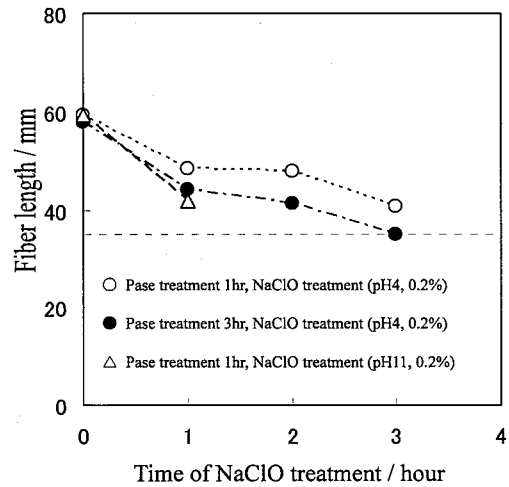 80
60
40
20
0
Fiber length / mm
○ Pase treatment 1hr, NaClO treatment (pH4, 0.2%)
● Pase treatment 3hr, NaClO treatment (pH4, 0.2%)
△ Pase treatment 1hr, NaClO treatment (pH11, 0.2%)
0 1 2 3 4
Time of NaClO treatment / hour